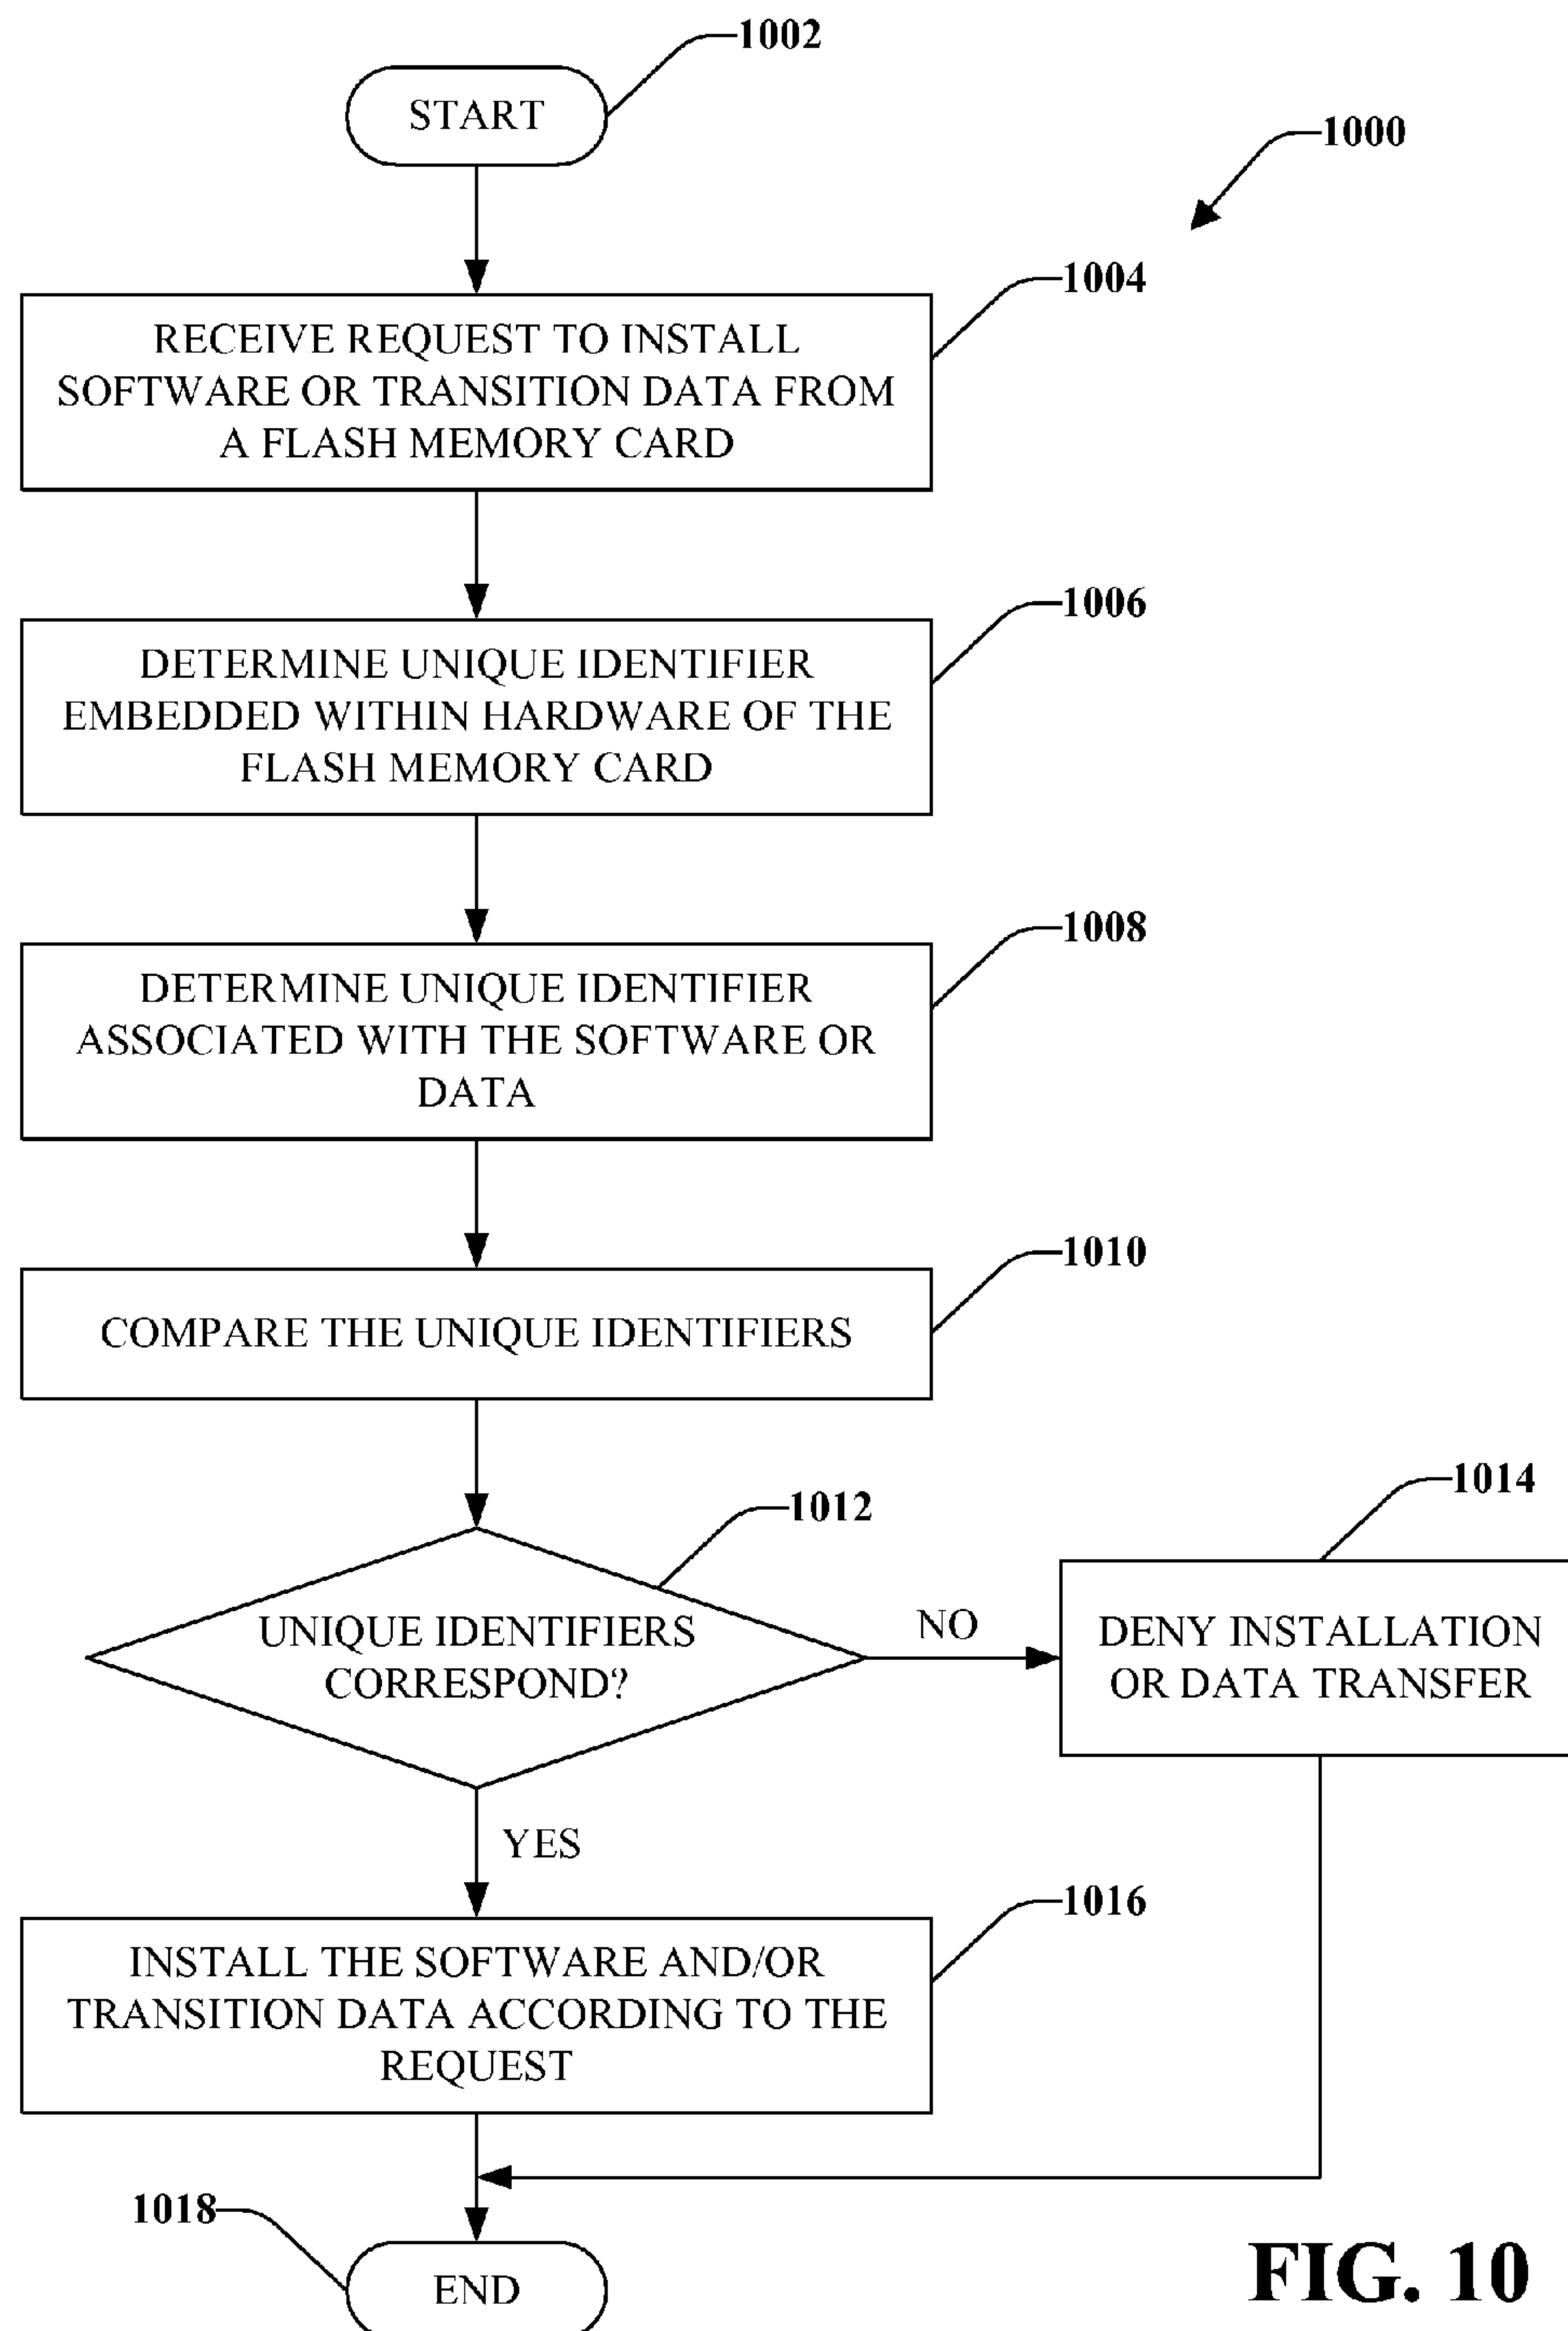 1002
START
1000
1004
RECEIVE REQUEST TO INSTALL
SOFTWARE OR TRANSITION DATA FROM
A FLASH MEMORY CARD
1006
DETERMINE UNIQUE IDENTIFIER
EMBEDDED WITHIN HARDWARE OF THE
FLASH MEMORY CARD
1008
DETERMINE UNIQUE IDENTIFIER
ASSOCIATED WITH THE SOFTWARE OR
DATA
1010
COMPARE THE UNIQUE IDENTIFIERS
1012
UNIQUE IDENTIFIERS
CORRESPOND?
NO
1014
DENY INSTALLATION
OR DATA TRANSFER
YES
1016
INSTALL THE SOFTWARE AND/OR
TRANSITION DATA ACCORDING TO THE
REQUEST
1018
END
FIG. 10